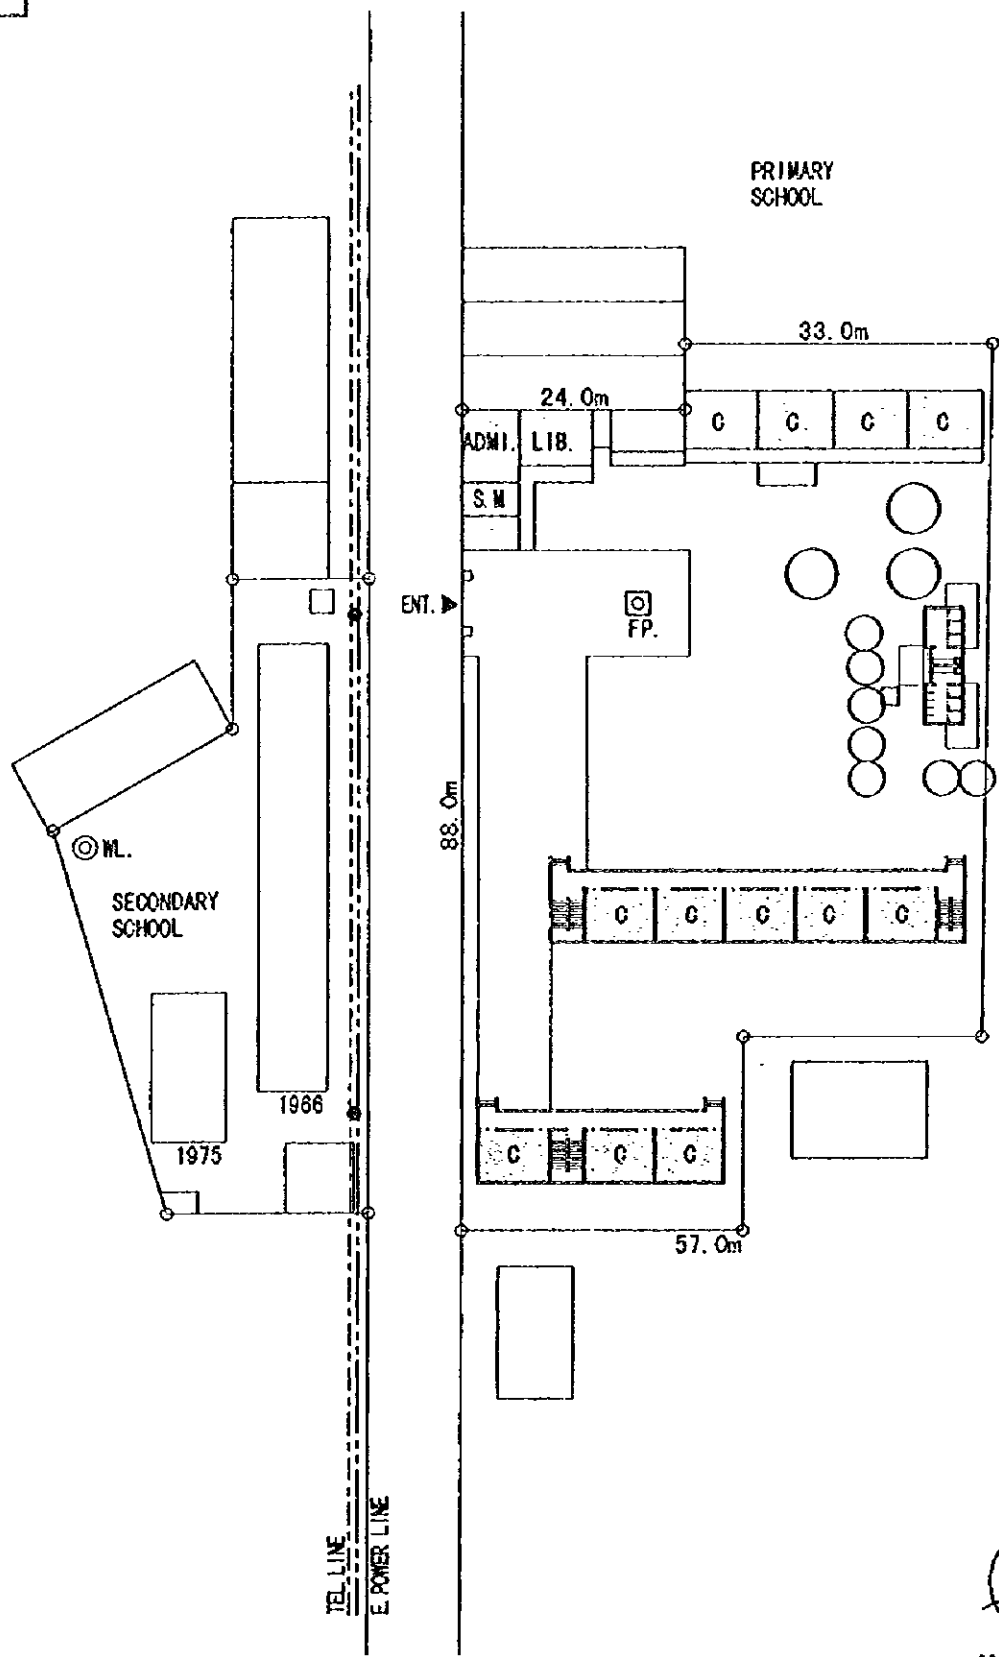 PRIMARY
SCHOOL
33.0m
24.0m
C C C C
ADMI. LIB.
S.M
ENT.
FP.
88.0m
WL.
SECONDARY
SCHOOL
C C C C C
1966
1975
C C C
57.0m
TEL LINE
E.POWER LINE